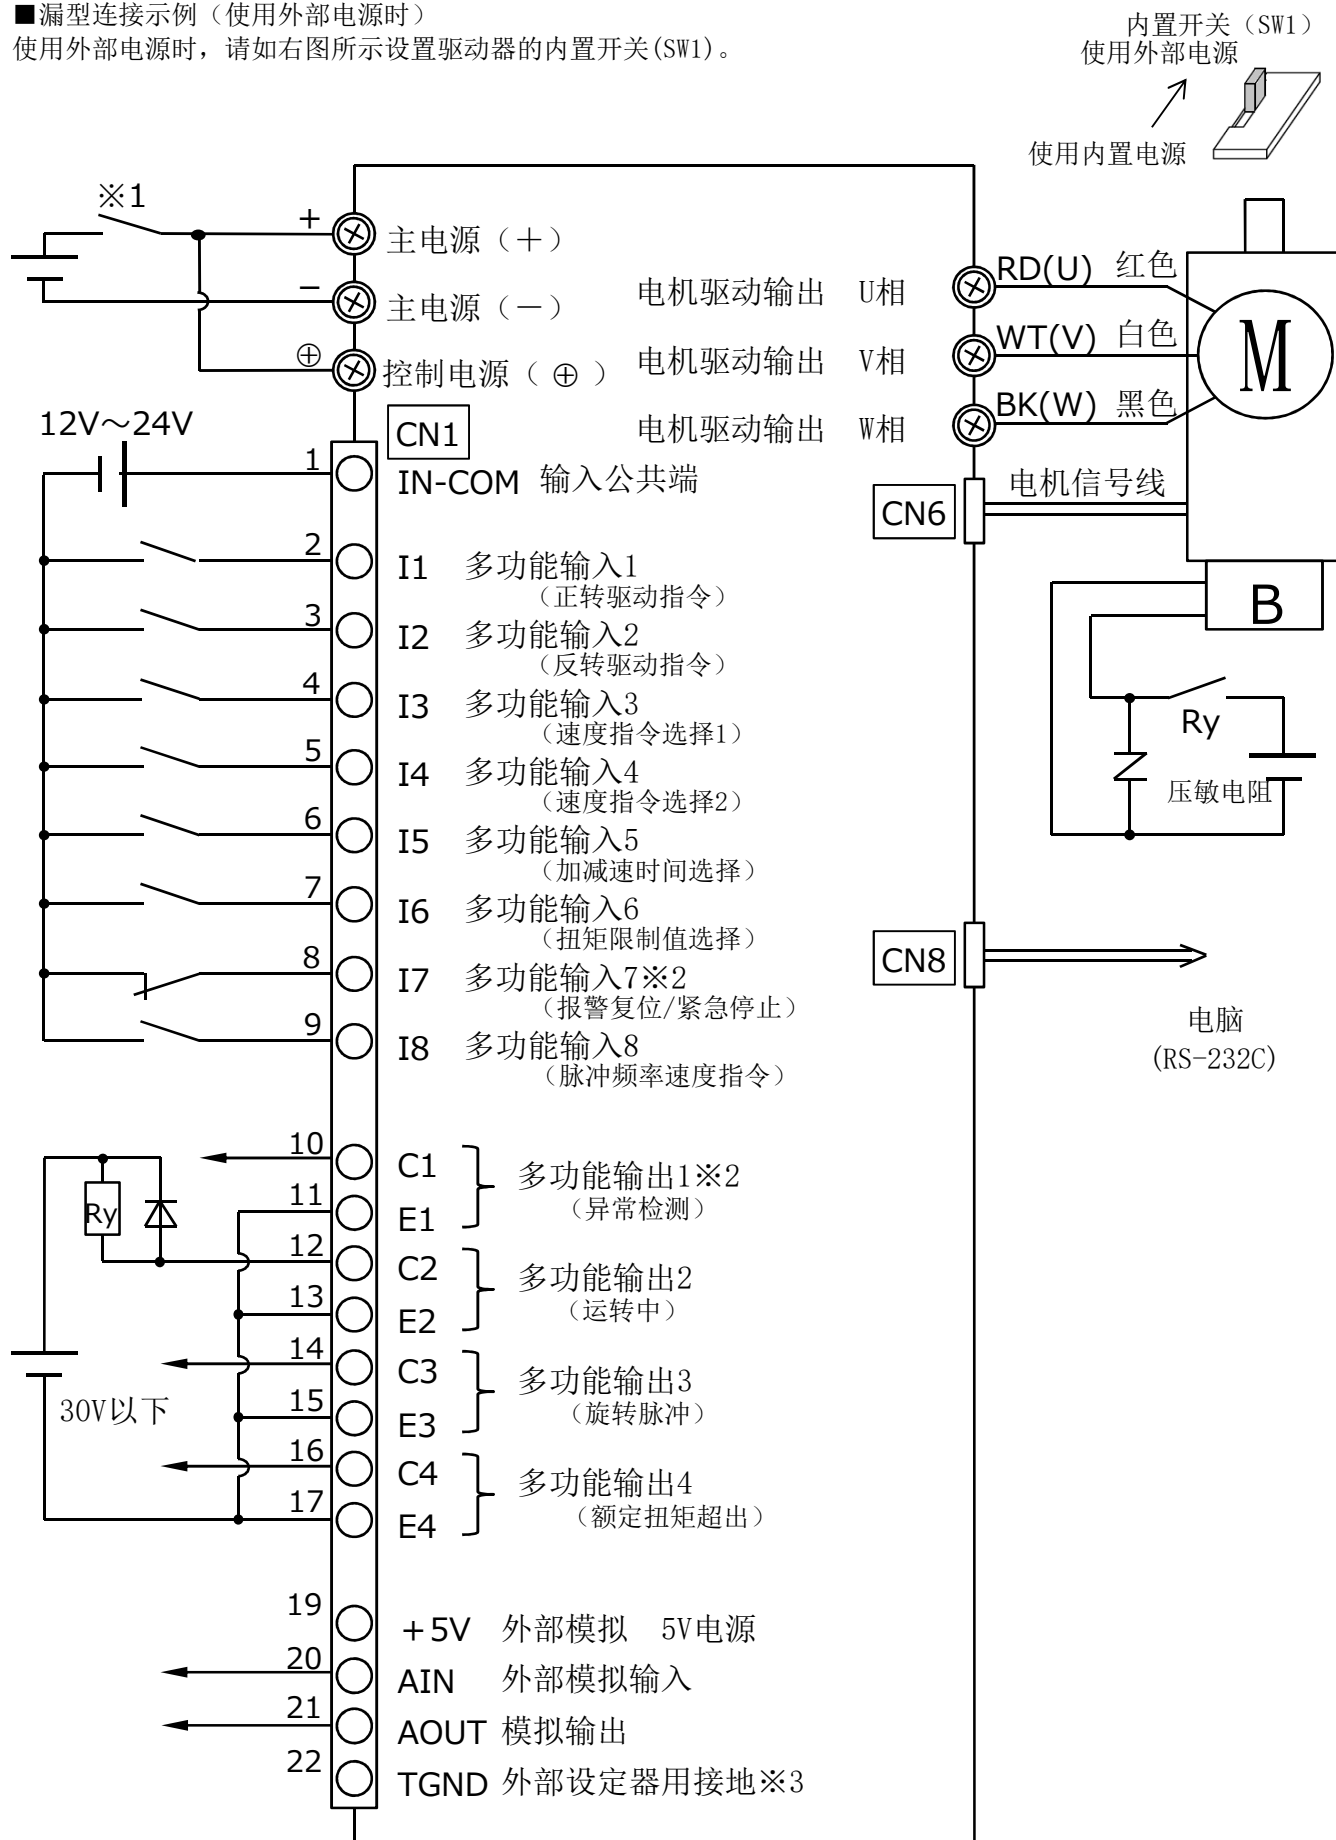 ■漏型连接示例（使用外部电源时）
使用外部电源时，请如右图所示设置驱动器的内置开关(SW1)。
内置开关（SW1）
使用外部电源
使用内置电源
※1
+ 主电源（＋）
− 主电源（－）
⊕ 控制电源（ ⊕ ）
电机驱动输出 U相
电机驱动输出 V相
电机驱动输出 W相
RD(U) 红色
WT(V) 白色
BK(W) 黑色
M
12V～24V
CN1
1 IN-COM 输入公共端
CN6
电机信号线
2 I1 多功能输入1
（正转驱动指令）
3 I2 多功能输入2
（反转驱动指令）
4 I3 多功能输入3
（速度指令选择1）
5 I4 多功能输入4
（速度指令选择2）
6 I5 多功能输入5
（加减速时间选择）
7 I6 多功能输入6
（扭矩限制值选择）
8 I7 多功能输入7※2
（报警复位/紧急停止）
9 I8 多功能输入8
（脉冲频率速度指令）
B
Ry
压敏电阻
CN8
电脑
(RS-232C)
10 C1
多功能输出1※2
（异常检测）
11 E1
Ry
12 C2
多功能输出2
（运转中）
13 E2
14 C3
多功能输出3
（旋转脉冲）
15 E3
30V以下
16 C4
多功能输出4
（额定扭矩超出）
17 E4
19 ＋5V 外部模拟 5V电源
20 AIN 外部模拟输入
21 AOUT 模拟输出
22 TGND 外部设定器用接地※3